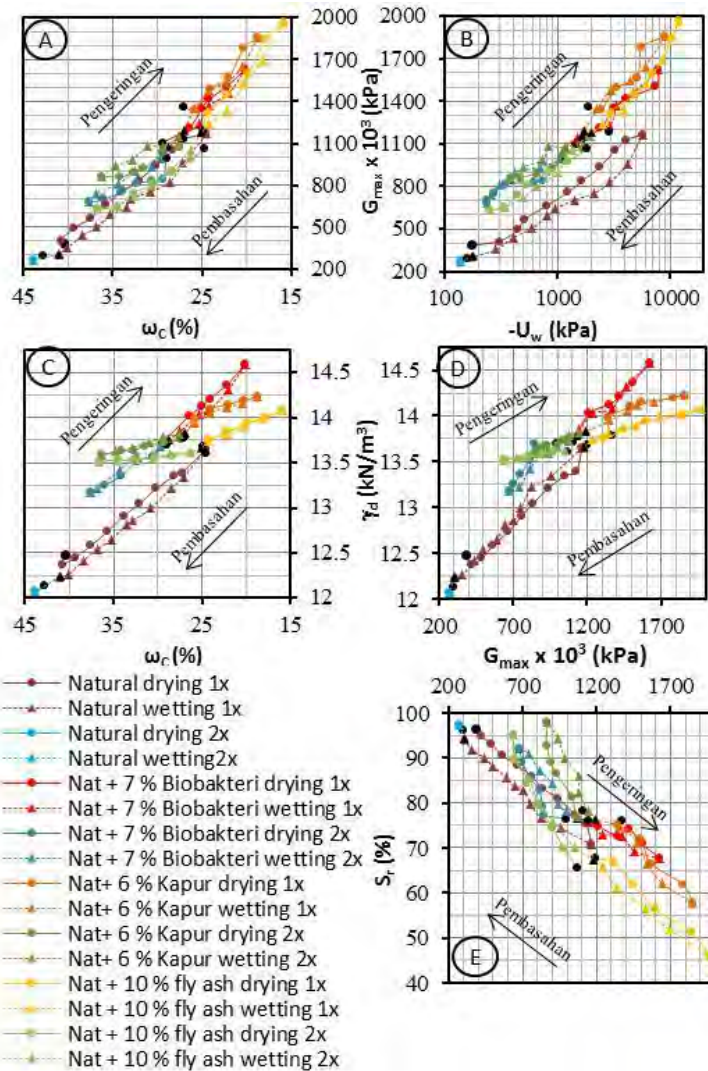 A
Pengeringan
Pembasahan
2000
1700
1400
1100
800
500
200
G_max x 10³ (kPa)
45 35 25 15
ω_c (%)
B
Pengeringan
Pembasahan
2000
1700
1400
1100
800
500
200
100 1000 10000
-U_w (kPa)
C
Pengeringan
Pembasahan
14.5
14
13.5
13
12.5
12
γ_d (kN/m³)
45 35 25 15
ω_c (%)
D
Pengeringan
Pembasahan
14.5
14
13.5
13
12.5
12
200 700 1200 1700
G_max x 10³ (kPa)
Natural drying 1x
Natural wetting 1x
Natural drying 2x
Natural wetting2x
Nat + 7 % Biobakteri drying 1x
Nat + 7 % Biobakteri wetting 1x
Nat + 7 % Biobakteri drying 2x
Nat + 7 % Biobakteri wetting 2x
Nat+ 6 % Kapur drying 1x
Nat+ 6 % Kapur wetting 1x
Nat+ 6 % Kapur drying 2x
Nat+ 6 % Kapur wetting 2x
Nat + 10 % fly ash drying 1x
Nat + 10 % fly ash wetting 1x
Nat + 10 % fly ash drying 2x
Nat + 10 % fly ash wetting 2x
200 700 1200 1700
100
90
80
70
60
50
40
S_r (%)
Pengeringan
Pembasahan
E